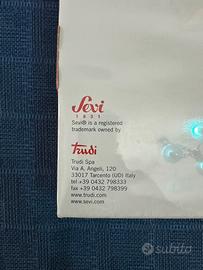 Sevi
1831
Sevi® is a registered
trademark owned by
Trudi
Trudi Spa
Via A. Angeli, 120
33017 Tarcento (UD) Italy
tel +39 0432 798333
fax +39 0432 798399
www.trudi.com
www.sevi.com
subito